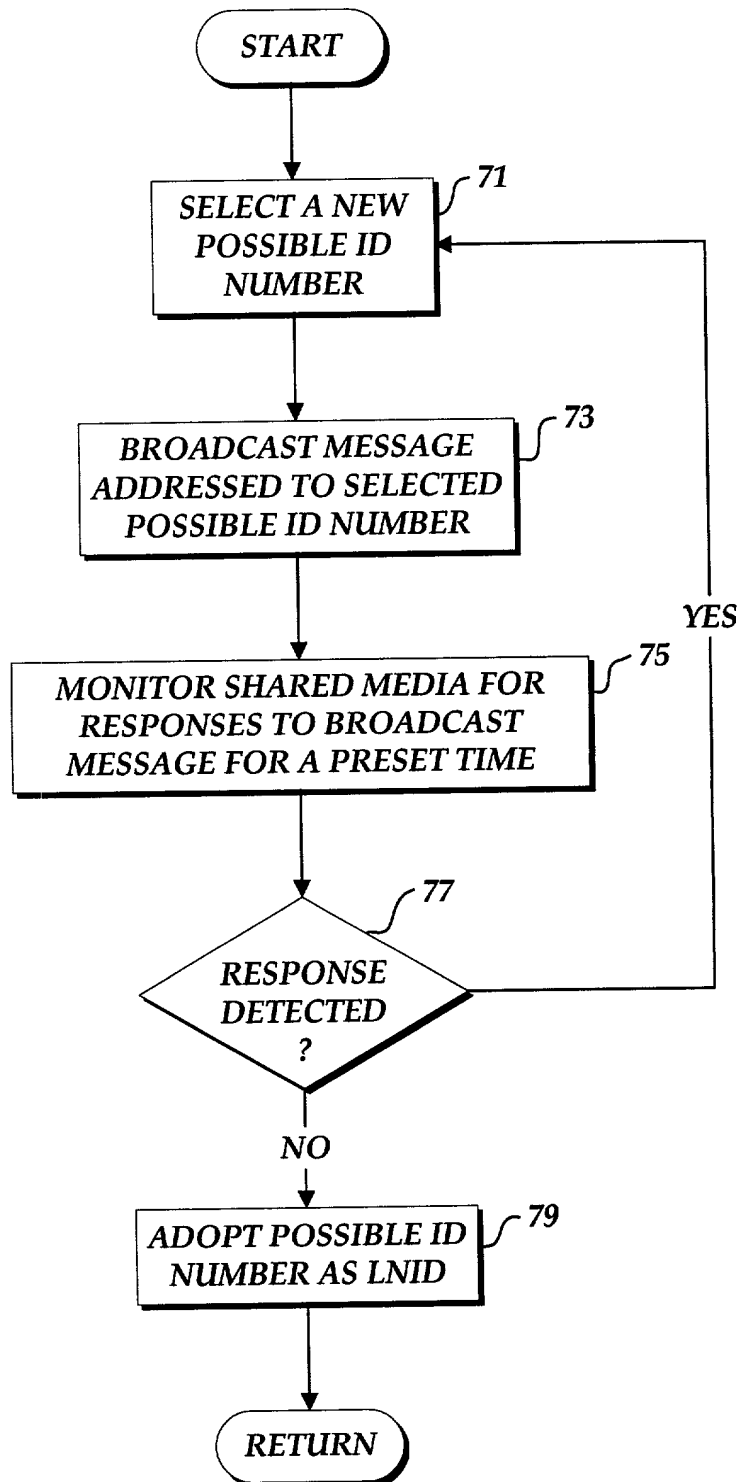 START
71
SELECT A NEW
POSSIBLE ID
NUMBER
73
BROADCAST MESSAGE
ADDRESSED TO SELECTED
POSSIBLE ID NUMBER
YES
75
MONITOR SHARED MEDIA FOR
RESPONSES TO BROADCAST
MESSAGE FOR A PRESET TIME
77
RESPONSE
DETECTED
?
NO
79
ADOPT POSSIBLE ID
NUMBER AS LNID
RETURN